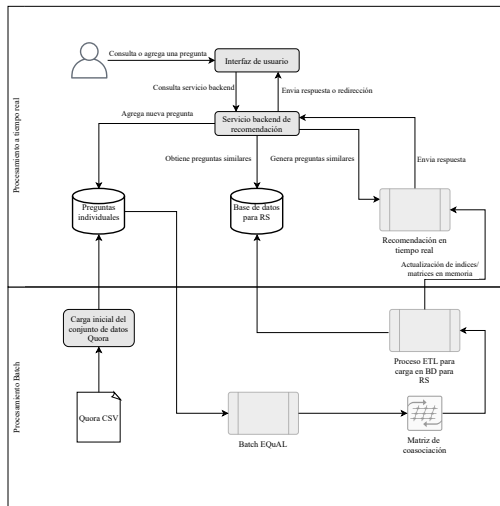 Procesamiento a tiempo real
Consulta o agrega una pregunta
Interfaz de usuario
Consulta servicio backend
Envia respuesta o redirección
Servicio backend de
recomendación
Agrega nueva pregunta
Obtiene preguntas similares
Genera preguntas similares
Envia respuesta
Preguntas
individuales
Base de datos
para RS
Recomendación en
tiempo real
Actualización de indices/
matrices en memoria
Procesamiento Batch
Carga inicial del
conjunto de datos
Quora
Proceso ETL para
carga en BD para
RS
Quora CSV
Batch EQuAL
Matriz de
consociación